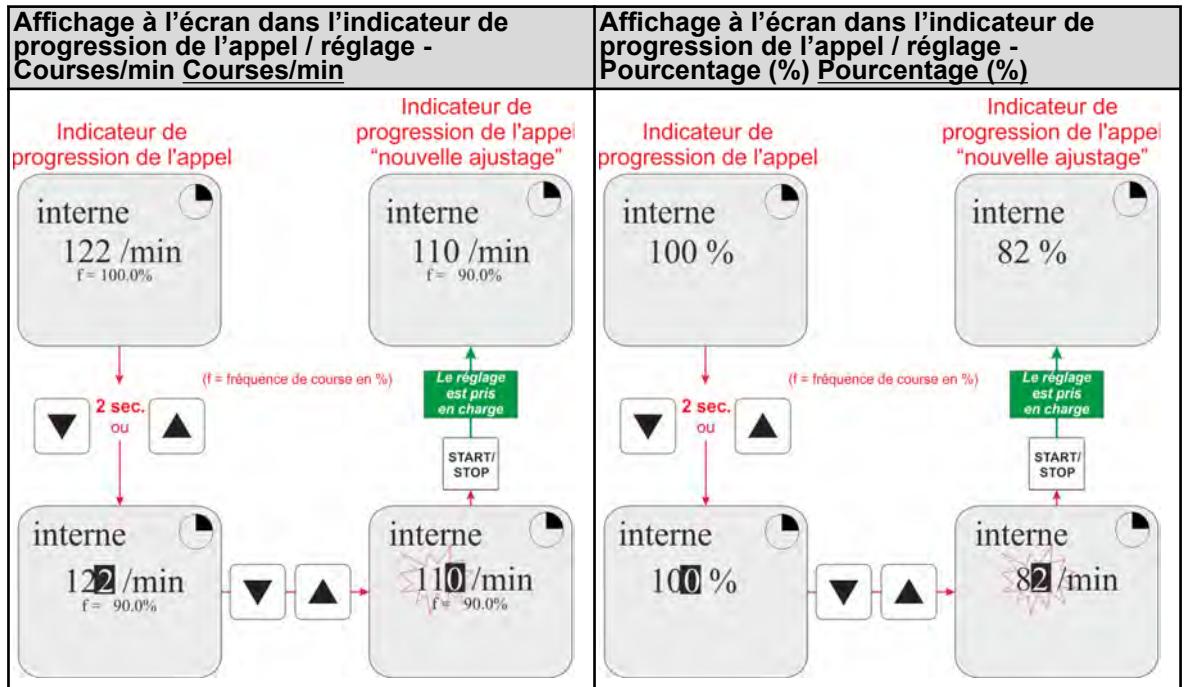 Affichage à l’écran dans l’indicateur de
progression de l’appel / réglage -
Courses/min Courses/min
Affichage à l’écran dans l’indicateur de
progression de l’appel / réglage -
Pourcentage (%) Pourcentage (%)
Indicateur de
progression de l'appel
Indicateur de
progression de l'appel
“nouvelle ajustage”
interne
122 /min
f = 100.0%
interne
110 /min
f = 90.0%
(f = fréquence de course en %)
2 sec.
ou
Le réglage
est pris
en charge
START/
STOP
interne
122 /min
f = 90.0%
interne
110 /min
f = 90.0%
Indicateur de
progression de l'appel
Indicateur de
progression de l'appel
“nouvelle ajustage”
interne
100 %
interne
82 %
(f = fréquence de course en %)
2 sec.
ou
Le réglage
est pris
en charge
START/
STOP
interne
100 %
interne
82 /min